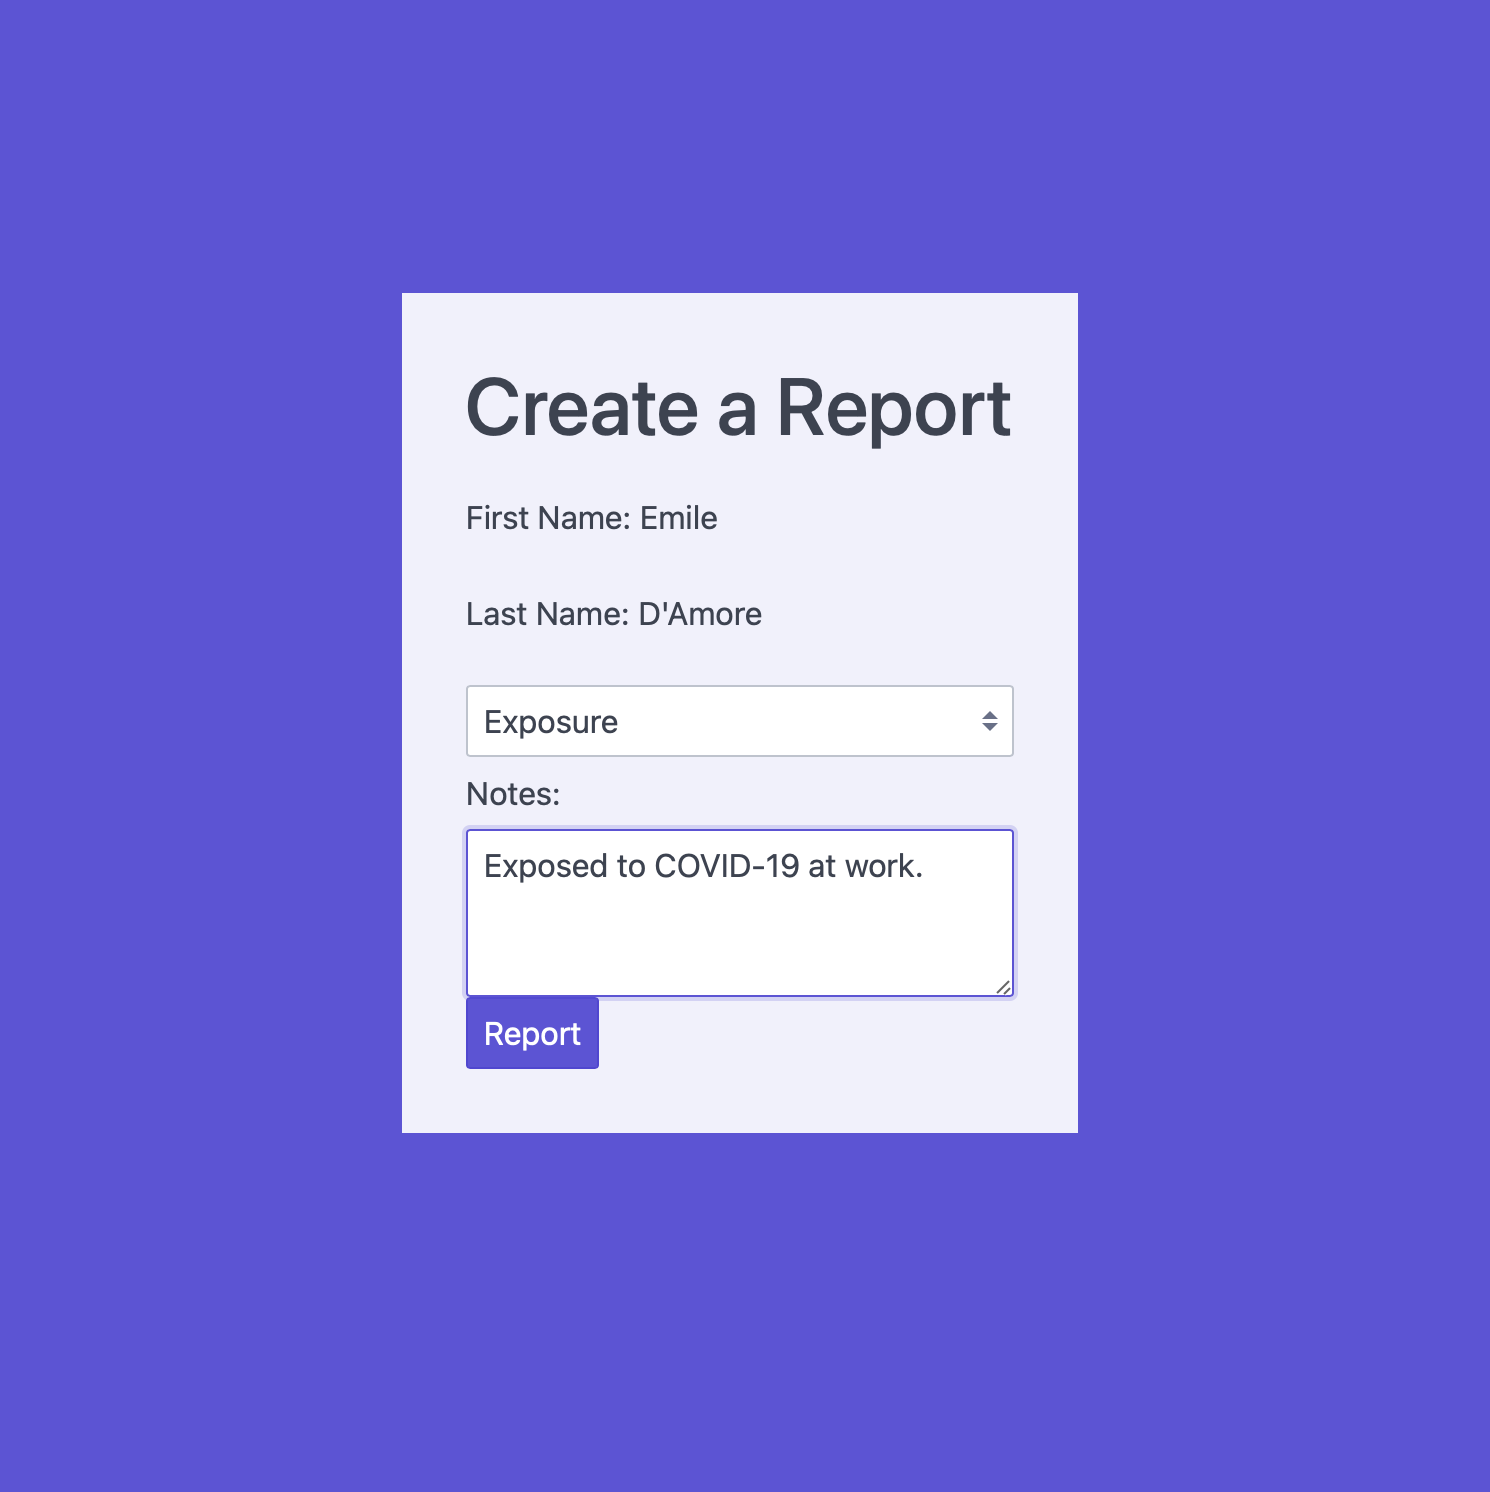 Create a Report
First Name: Emile
Last Name: D'Amore
Exposure
Notes:
Exposed to COVID-19 at work.
Report